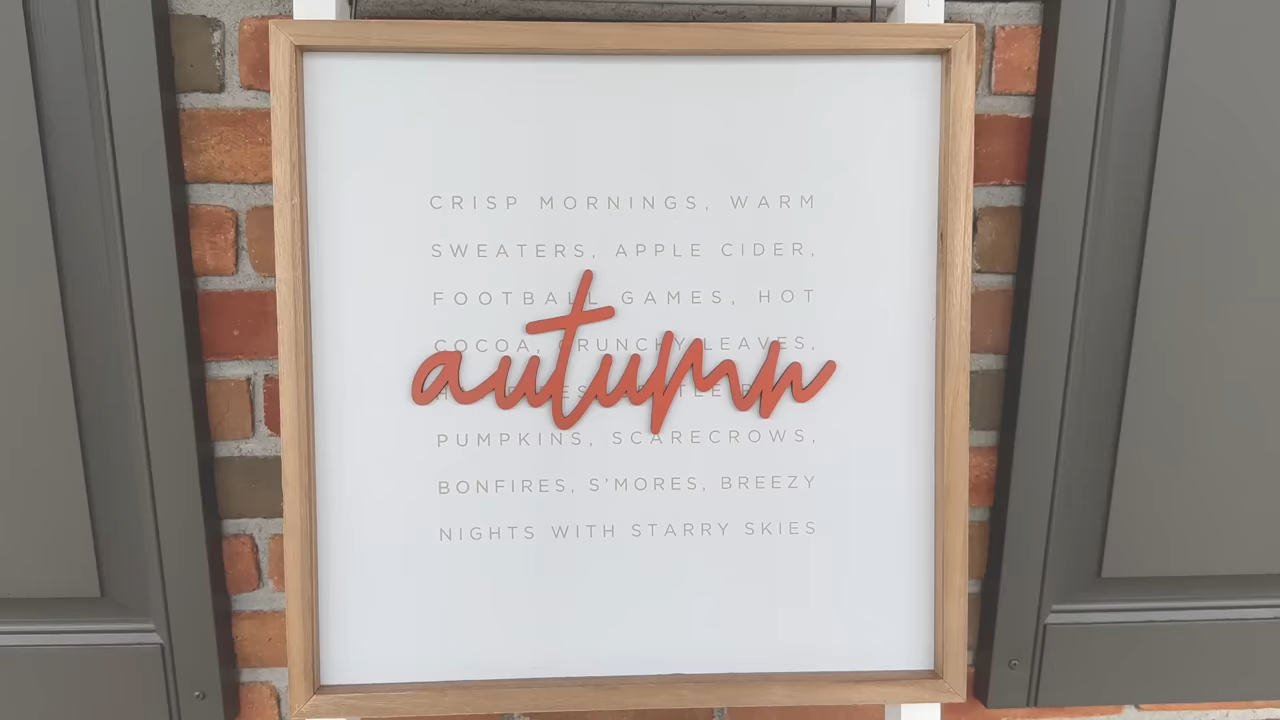 CRISP MORNINGS, WARM
SWEATERS, APPLE CIDER,
FOOTBALL GAMES, HOT
COCOA, CRUNCHY LEAVES,
autumn
PUMPKINS, SCARECROWS,
BONFIRES, S'MORES, BREEZY
NIGHTS WITH STARRY SKIES